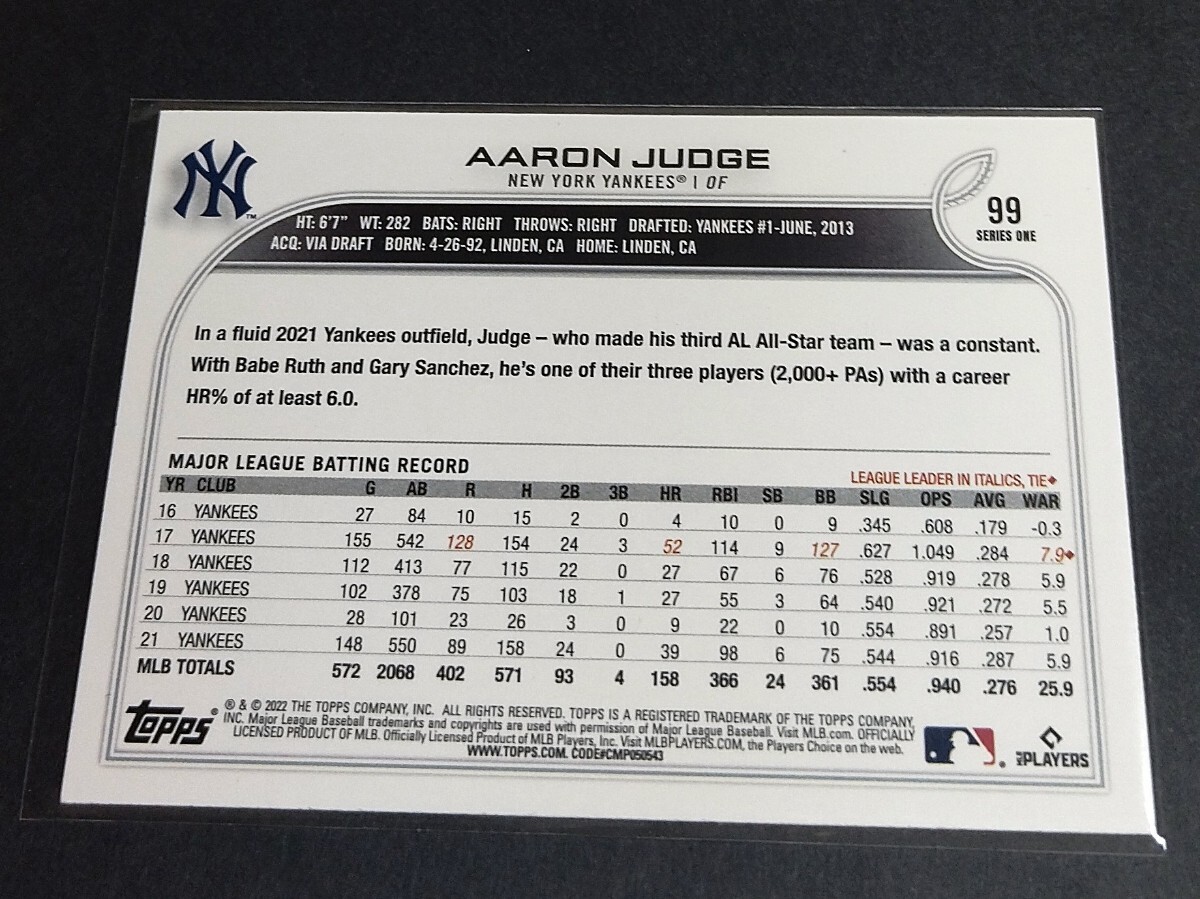 NY™
AARON JUDGE
NEW YORK YANKEES® | OF
99
SERIES ONE
HT: 6'7" WT: 282 BATS: RIGHT THROWS: RIGHT DRAFTED: YANKEES #1-JUNE, 2013
ACQ: VIA DRAFT BORN: 4-26-92, LINDEN, CA HOME: LINDEN, CA
In a fluid 2021 Yankees outfield, Judge – who made his third AL All-Star team – was a constant.
With Babe Ruth and Gary Sanchez, he's one of their three players (2,000+ PAs) with a career
HR% of at least 6.0.
MAJOR LEAGUE BATTING RECORD
LEAGUE LEADER IN ITALICS, TIE◆
YR CLUB G AB R H 2B 3B HR RBI SB BB SLG OPS AVG WAR
16 YANKEES 27 84 10 15 2 0 4 10 0 9 .345 .608 .179 -0.3
17 YANKEES 155 542 128 154 24 3 52 114 9 127 .627 1.049 .284 7.9◆
18 YANKEES 112 413 77 115 22 0 27 67 6 76 .528 .919 .278 5.9
19 YANKEES 102 378 75 103 18 1 27 55 3 64 .540 .921 .272 5.5
20 YANKEES 28 101 23 26 3 0 9 22 0 10 .554 .891 .257 1.0
21 YANKEES 148 550 89 158 24 0 39 98 6 75 .544 .916 .287 5.9
MLB TOTALS 572 2068 402 571 93 4 158 366 24 361 .554 .940 .276 25.9
topps®
® & © 2022 THE TOPPS COMPANY, INC. ALL RIGHTS RESERVED. TOPPS IS A REGISTERED TRADEMARK OF THE TOPPS COMPANY,
INC. Major League Baseball trademarks and copyrights are used with permission of Major League Baseball. Visit MLB.com. OFFICIALLY
LICENSED PRODUCT OF MLB. Officially Licensed Product of MLB Players, Inc. Visit MLBPLAYERS.COM, the Players Choice on the web.
WWW.TOPPS.COM. CODE#CMP050543
MLB PLAYERS